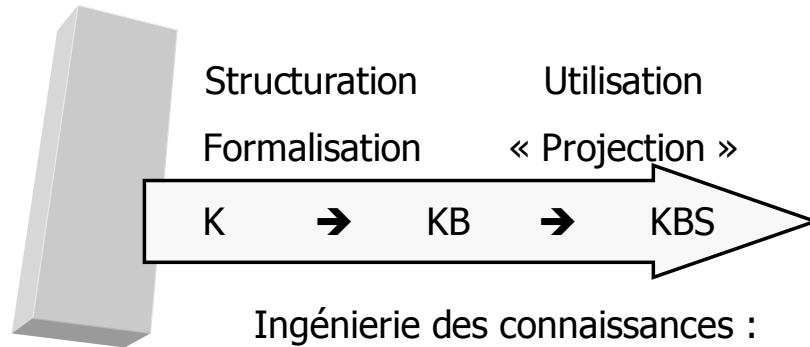 Structuration Utilisation
Formalisation « Projection »
K ➔ KB ➔ KBS
Ingénierie des connaissances :